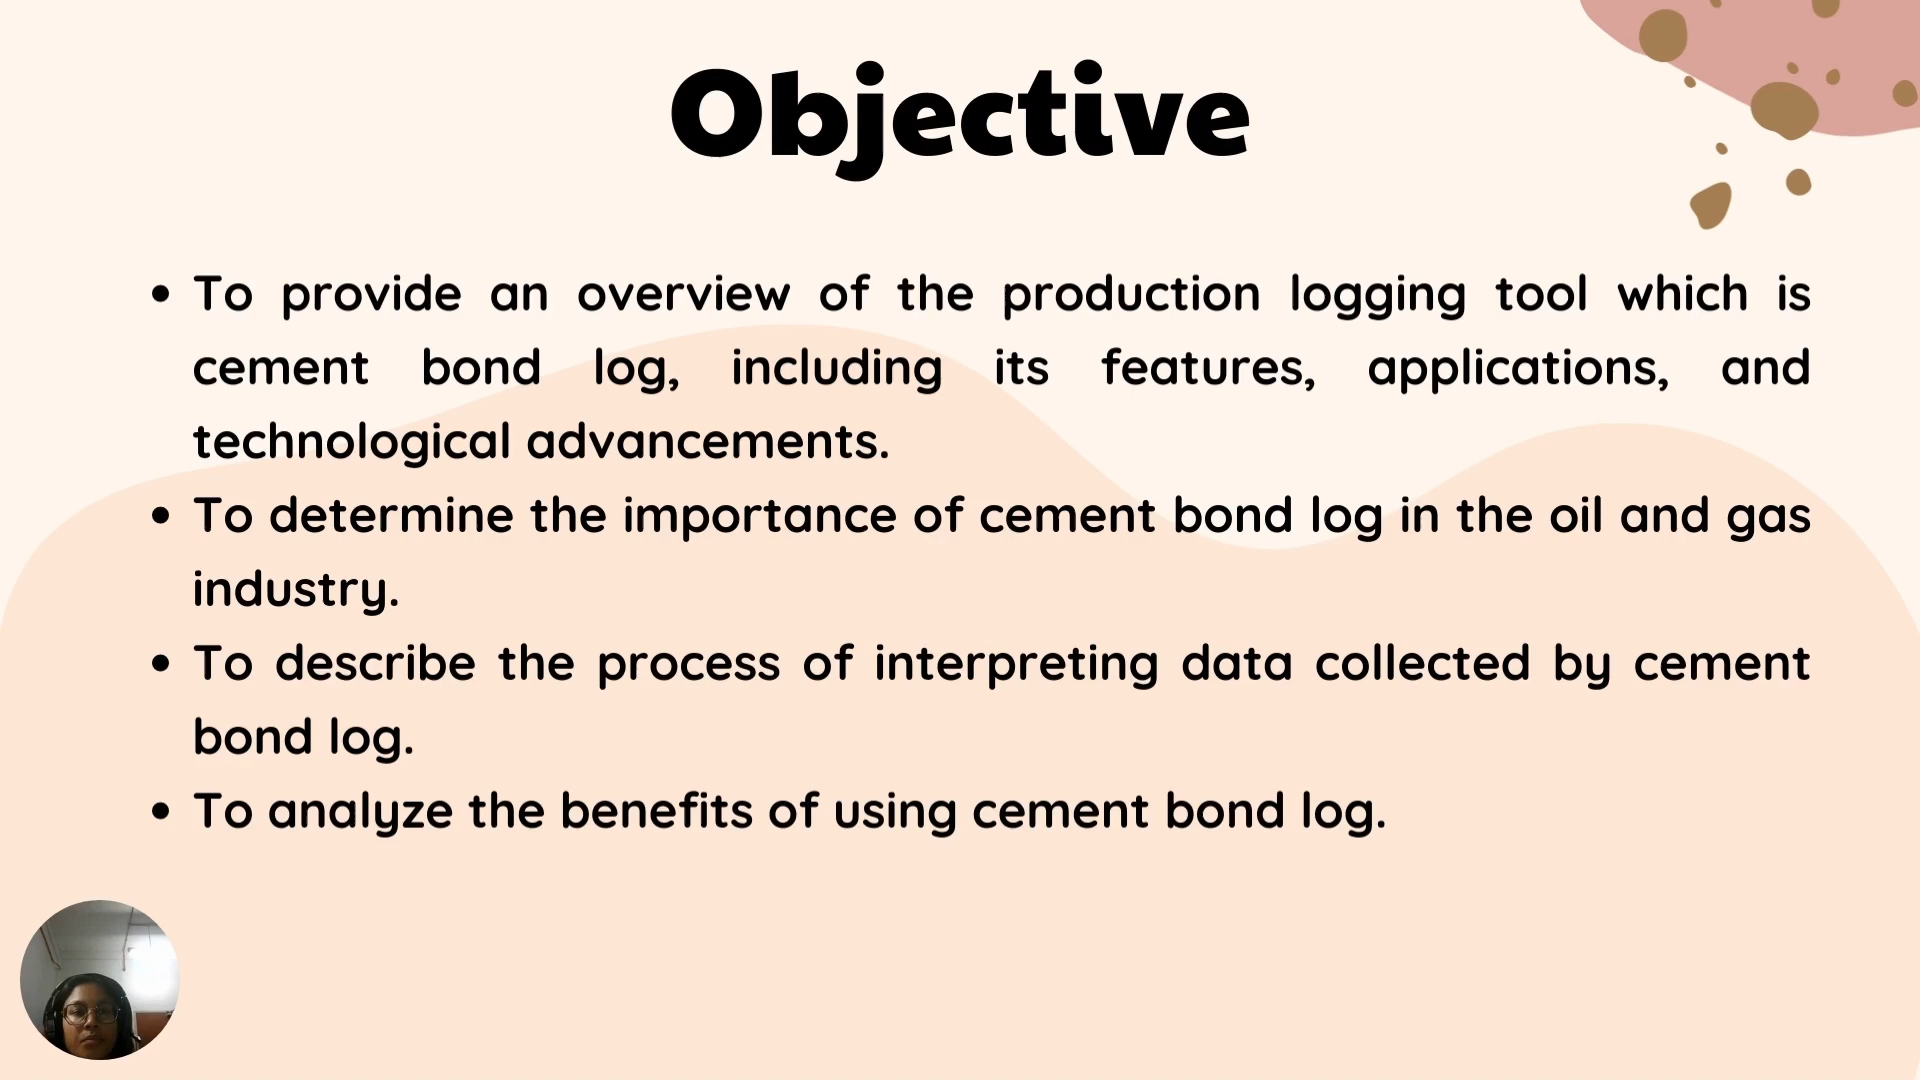 Objective
• To provide an overview of the production logging tool which is
cement bond log, including its features, applications, and
technological advancements.
• To determine the importance of cement bond log in the oil and gas
industry.
• To describe the process of interpreting data collected by cement
bond log.
• To analyze the benefits of using cement bond log.